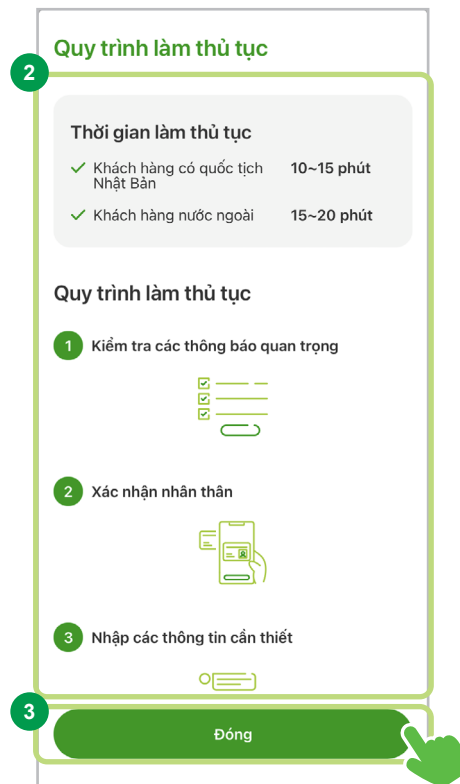 Quy trình làm thủ tục
2
Thời gian làm thủ tục
Khách hàng có quốc tịch 10~15 phút
Nhật Bản
Khách hàng nước ngoài 15~20 phút
Quy trình làm thủ tục
1 Kiểm tra các thông báo quan trọng
2 Xác nhận nhân thân
3 Nhập các thông tin cần thiết
3
Đóng